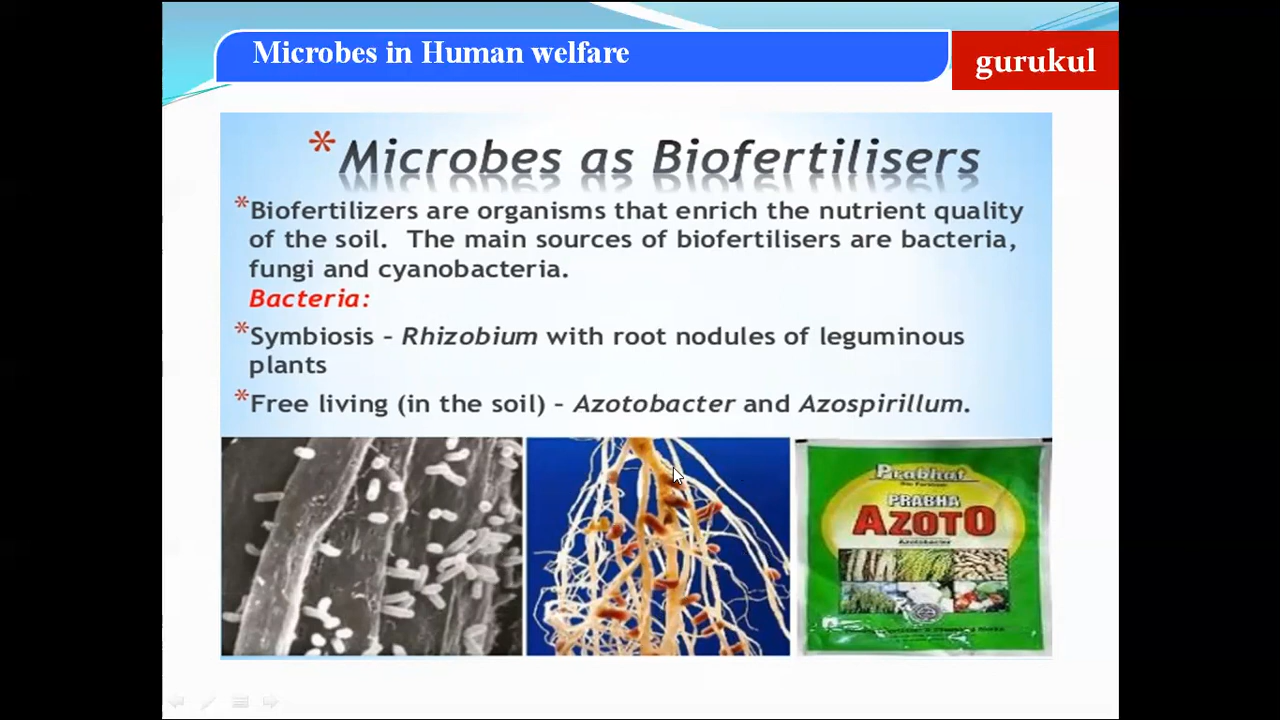 Microbes in Human welfare
gurukul
*Microbes as Biofertilisers
*Biofertilizers are organisms that enrich the nutrient quality
of the soil. The main sources of biofertilisers are bacteria,
fungi and cyanobacteria.
Bacteria:
*Symbiosis – Rhizobium with root nodules of leguminous
plants
*Free living (in the soil) – Azotobacter and Azospirillum.
Prabhat
PRABHA
AZOTO
Azotobacter